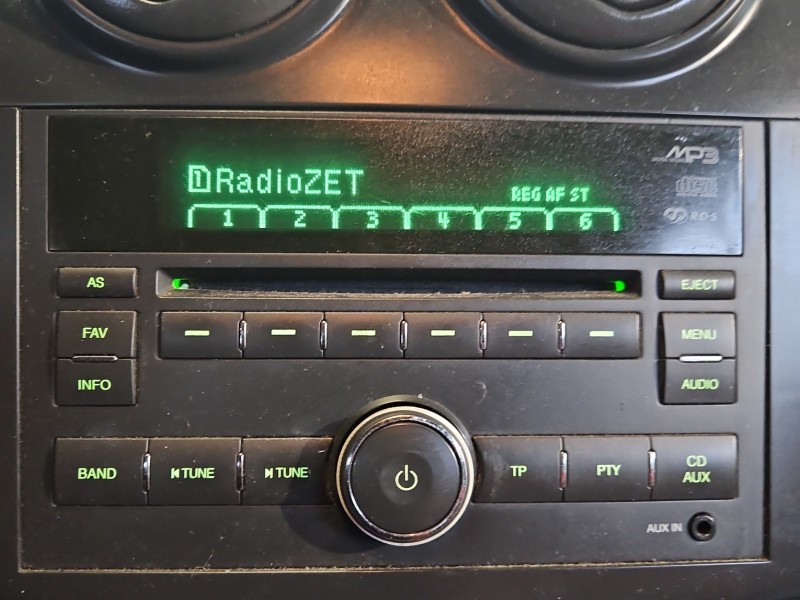 MP3
1 RadioZET
REG AF ST
1 2 3 4 5 6
RDS
AS
EJECT
FAV
MENU
INFO
AUDIO
BAND
TUNE
TUNE
TP
PTY
CD
AUX
AUX IN